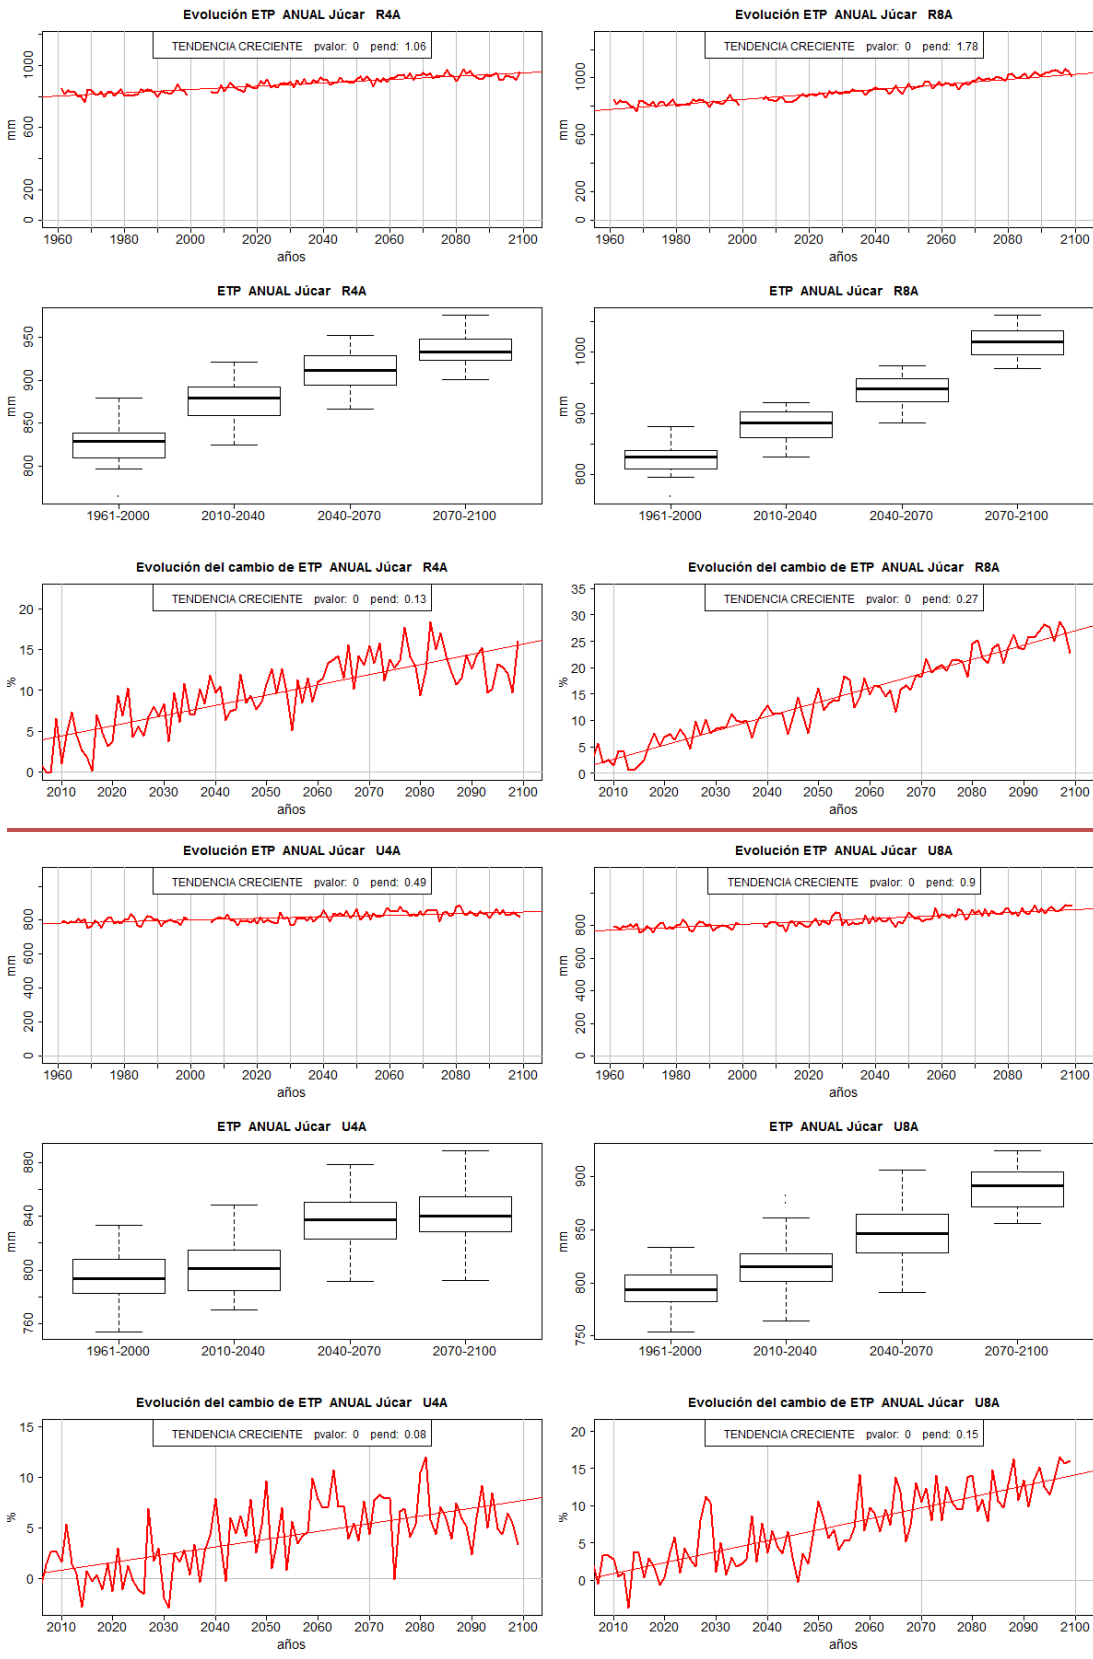 Evolución ETP ANUAL Júcar R4A
TENDENCIA CRECIENTE pvalor: 0 pend: 1.06
mm
0 200 600 1000
1960 1980 2000 2020 2040 2060 2080 2100
años
Evolución ETP ANUAL Júcar R8A
TENDENCIA CRECIENTE pvalor: 0 pend: 1.78
mm
0 200 600 800 1000
1960 1980 2000 2020 2040 2060 2080 2100
años
ETP ANUAL Júcar R4A
mm
800 850 900 950
1961-2000 2010-2040 2040-2070 2070-2100
ETP ANUAL Júcar R8A
mm
800 900 1000
1961-2000 2010-2040 2040-2070 2070-2100
Evolución del cambio de ETP ANUAL Júcar R4A
TENDENCIA CRECIENTE pvalor: 0 pend: 0.13
%
0 5 10 15 20
2010 2020 2030 2040 2050 2060 2070 2080 2090 2100
años
Evolución del cambio de ETP ANUAL Júcar R8A
TENDENCIA CRECIENTE pvalor: 0 pend: 0.27
%
0 5 10 15 20 25 30 35
2010 2020 2030 2040 2050 2060 2070 2080 2090 2100
años
Evolución ETP ANUAL Júcar U4A
TENDENCIA CRECIENTE pvalor: 0 pend: 0.49
mm
0 200 400 600 800
1960 1980 2000 2020 2040 2060 2080 2100
años
Evolución ETP ANUAL Júcar U8A
TENDENCIA CRECIENTE pvalor: 0 pend: 0.9
mm
0 200 400 600 800
1960 1980 2000 2020 2040 2060 2080 2100
años
ETP ANUAL Júcar U4A
mm
760 800 840 880
1961-2000 2010-2040 2040-2070 2070-2100
ETP ANUAL Júcar U8A
mm
750 800 850 900
1961-2000 2010-2040 2040-2070 2070-2100
Evolución del cambio de ETP ANUAL Júcar U4A
TENDENCIA CRECIENTE pvalor: 0 pend: 0.08
%
0 5 10 15
2010 2020 2030 2040 2050 2060 2070 2080 2090 2100
años
Evolución del cambio de ETP ANUAL Júcar U8A
TENDENCIA CRECIENTE pvalor: 0 pend: 0.15
%
0 5 10 15 20
2010 2020 2030 2040 2050 2060 2070 2080 2090 2100
años